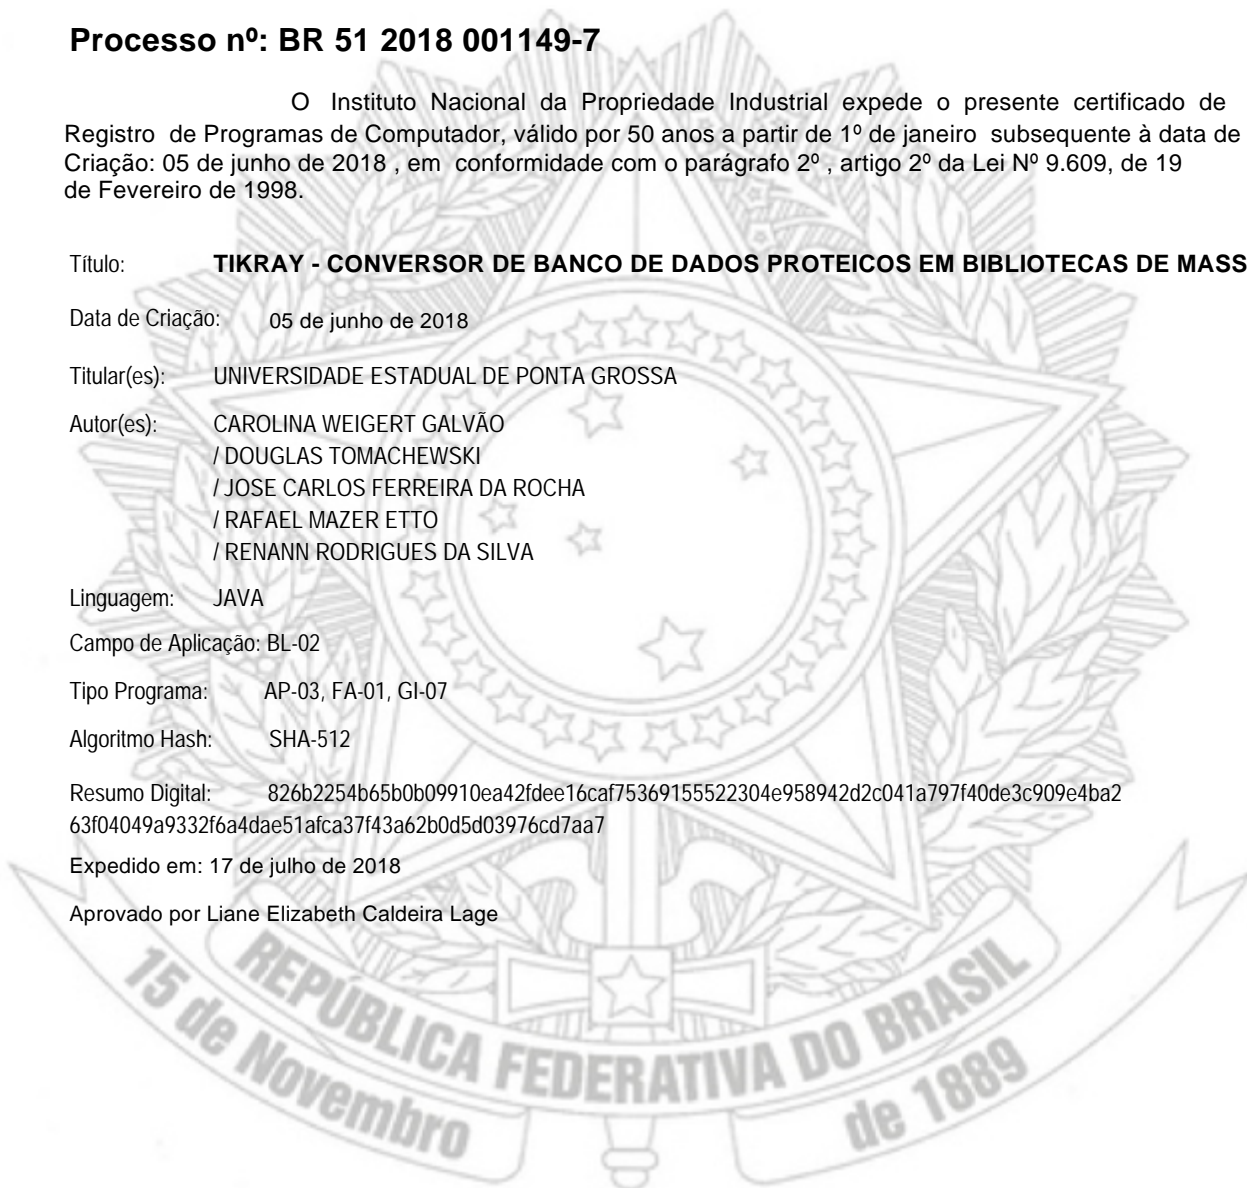 Processo nº: BR 51 2018 001149-7
O Instituto Nacional da Propriedade Industrial expede o presente certificado de
Registro de Programas de Computador, válido por 50 anos a partir de 1º de janeiro subsequente à data de
Criação: 05 de junho de 2018 , em conformidade com o parágrafo 2º , artigo 2º da Lei Nº 9.609, de 19
de Fevereiro de 1998.
Título: TIKRAY - CONVERSOR DE BANCO DE DADOS PROTEICOS EM BIBLIOTECAS DE MASS
Data de Criação: 05 de junho de 2018
Titular(es): UNIVERSIDADE ESTADUAL DE PONTA GROSSA
Autor(es): CAROLINA WEIGERT GALVÃO
/ DOUGLAS TOMACHEWSKI
/ JOSE CARLOS FERREIRA DA ROCHA
/ RAFAEL MAZER ETTO
/ RENANN RODRIGUES DA SILVA
Linguagem: JAVA
Campo de Aplicação: BL-02
Tipo Programa: AP-03, FA-01, GI-07
Algoritmo Hash: SHA-512
Resumo Digital: 826b2254b65b0b09910ea42fdee16caf75369155522304e958942d2c041a797f40de3c909e4ba2
63f04049a9332f6a4dae51afca37f43a62b0d5d03976cd7aa7
Expedido em: 17 de julho de 2018
Aprovado por Liane Elizabeth Caldeira Lage
REPÚBLICA FEDERATIVA DO BRASIL
15 de Novembro de 1889